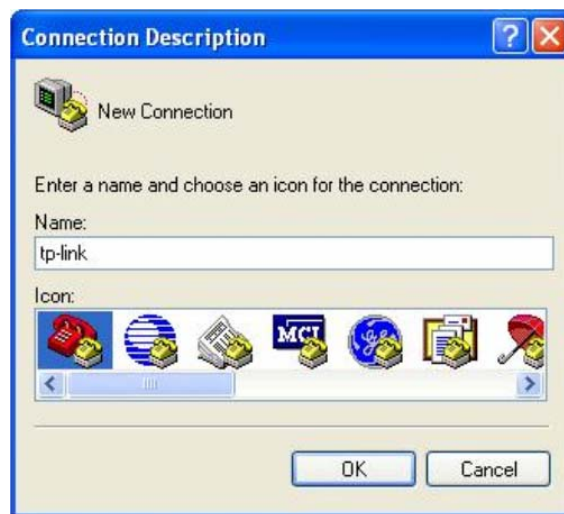 Connection Description
New Connection
Enter a name and choose an icon for the connection:
Name:
tp-link
Icon:
MCI
OK
Cancel